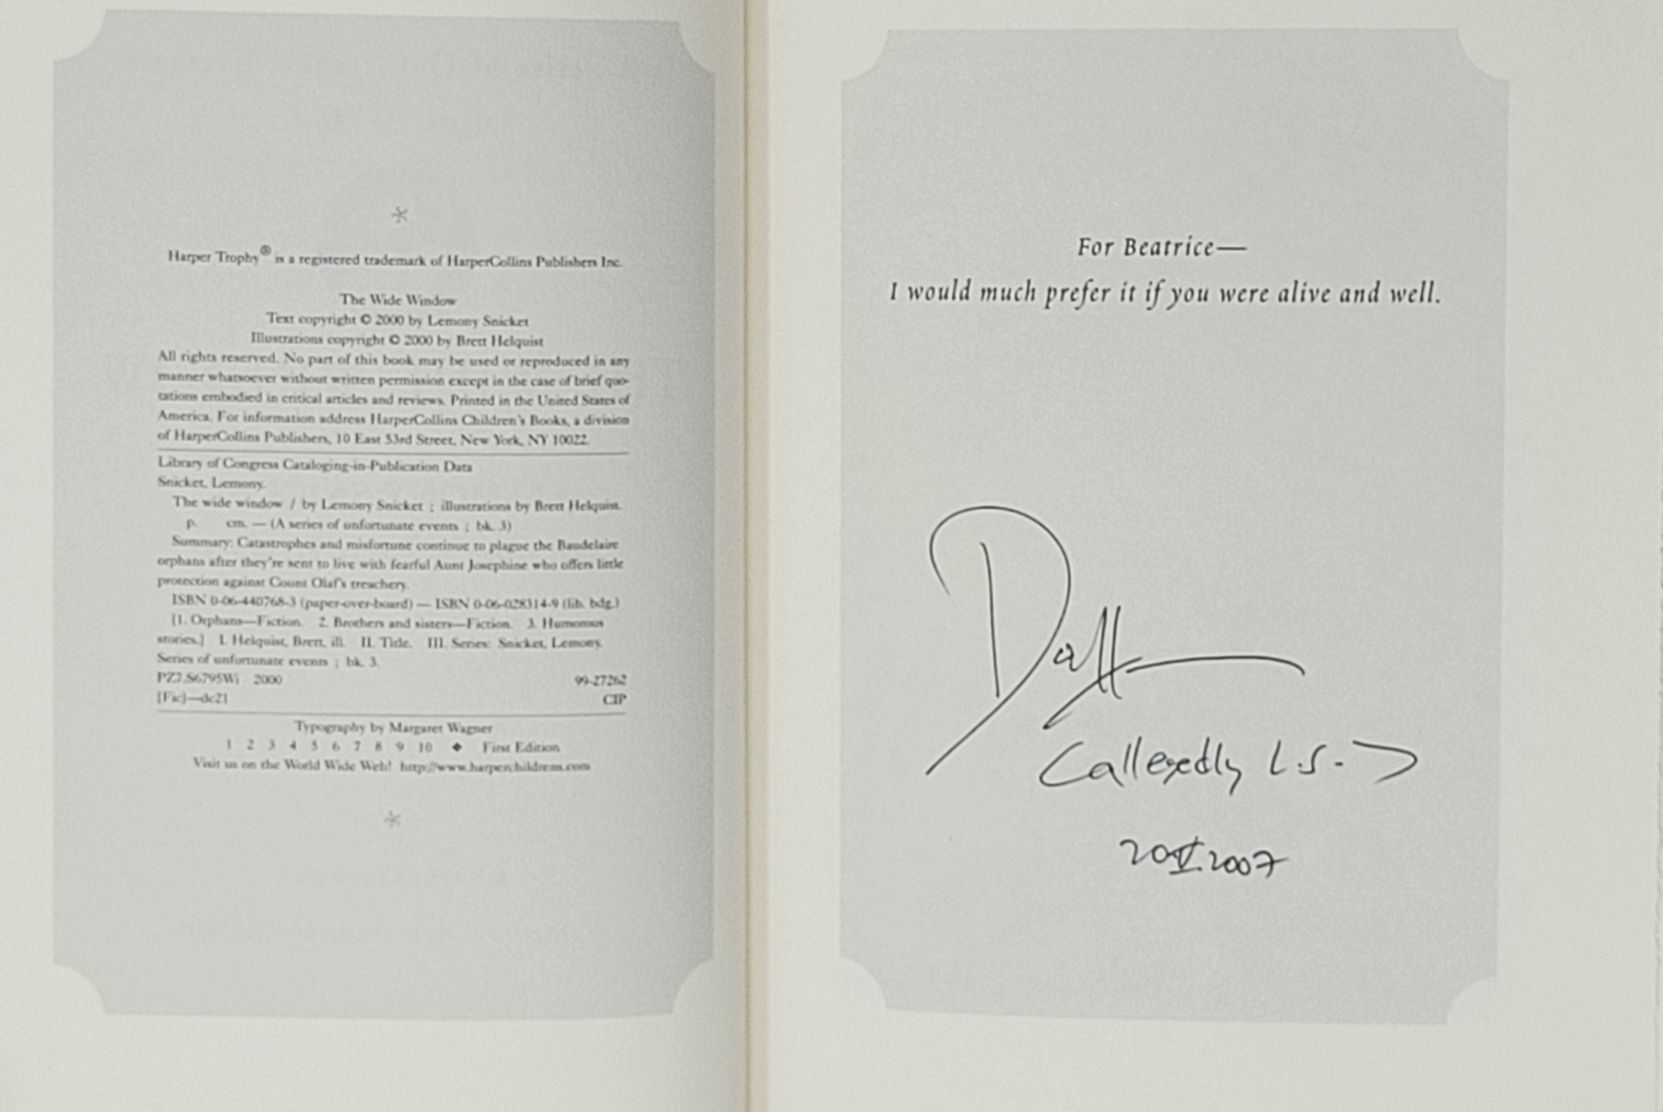 Harper Trophy® is a registered trademark of HarperCollins Publishers Inc.
The Wide Window
Text copyright © 2000 by Lemony Snicket
Illustrations copyright © 2000 by Brett Helquist
All rights reserved. No part of this book may be used or reproduced in any
manner whatsoever without written permission except in the case of brief quo-
tations embodied in critical articles and reviews. Printed in the United States of
America. For information address HarperCollins Children's Books, a division
of HarperCollins Publishers, 10 East 53rd Street, New York, NY 10022.
Library of Congress Cataloging-in-Publication Data
Snicket, Lemony.
The wide window / by Lemony Snicket ; illustrations by Brett Helquist.
p. cm. — (A series of unfortunate events ; bk. 3)
Summary: Catastrophes and misfortune continue to plague the Baudelaire
orphans after they're sent to live with fearful Aunt Josephine who offers little
protection against Count Olaf's treachery.
ISBN 0-06-440768-3 (paper-over-board) — ISBN 0-06-028314-9 (lib. bdg.)
[1. Orphans—Fiction. 2. Brothers and sisters—Fiction. 3. Humorous
stories.] I. Helquist, Brett, ill. II. Title. III. Series: Snicket, Lemony.
Series of unfortunate events ; bk. 3.
PZ7.S6795Wi 2000 99-27262
[Fic]—dc21 CIP
Typography by Margaret Wagner
1 2 3 4 5 6 7 8 9 10 ◆ First Edition
Visit us on the World Wide Web! http://www.harperchildrens.com
For Beatrice—
I would much prefer it if you were alive and well.
(allegedly L.S.)
20V2007